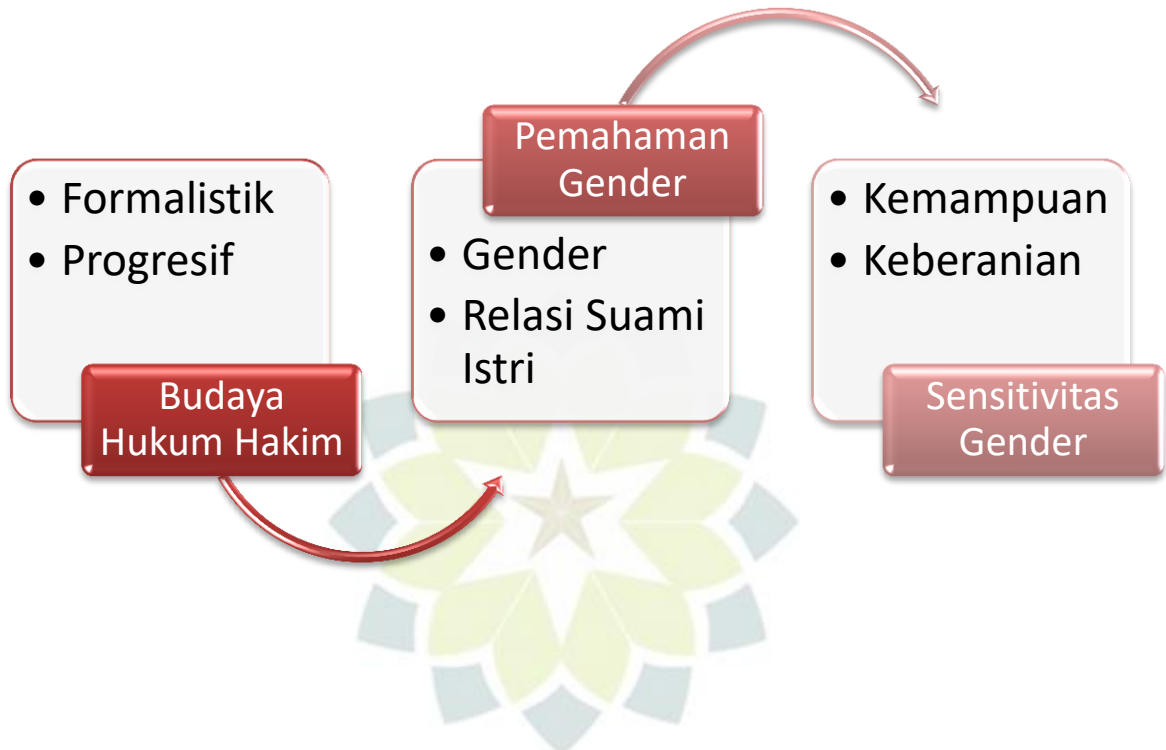 • Formalistik
• Progresif
Budaya
Hukum Hakim
Pemahaman
Gender
• Gender
• Relasi Suami
Istri
• Kemampuan
• Keberanian
Sensitivitas
Gender